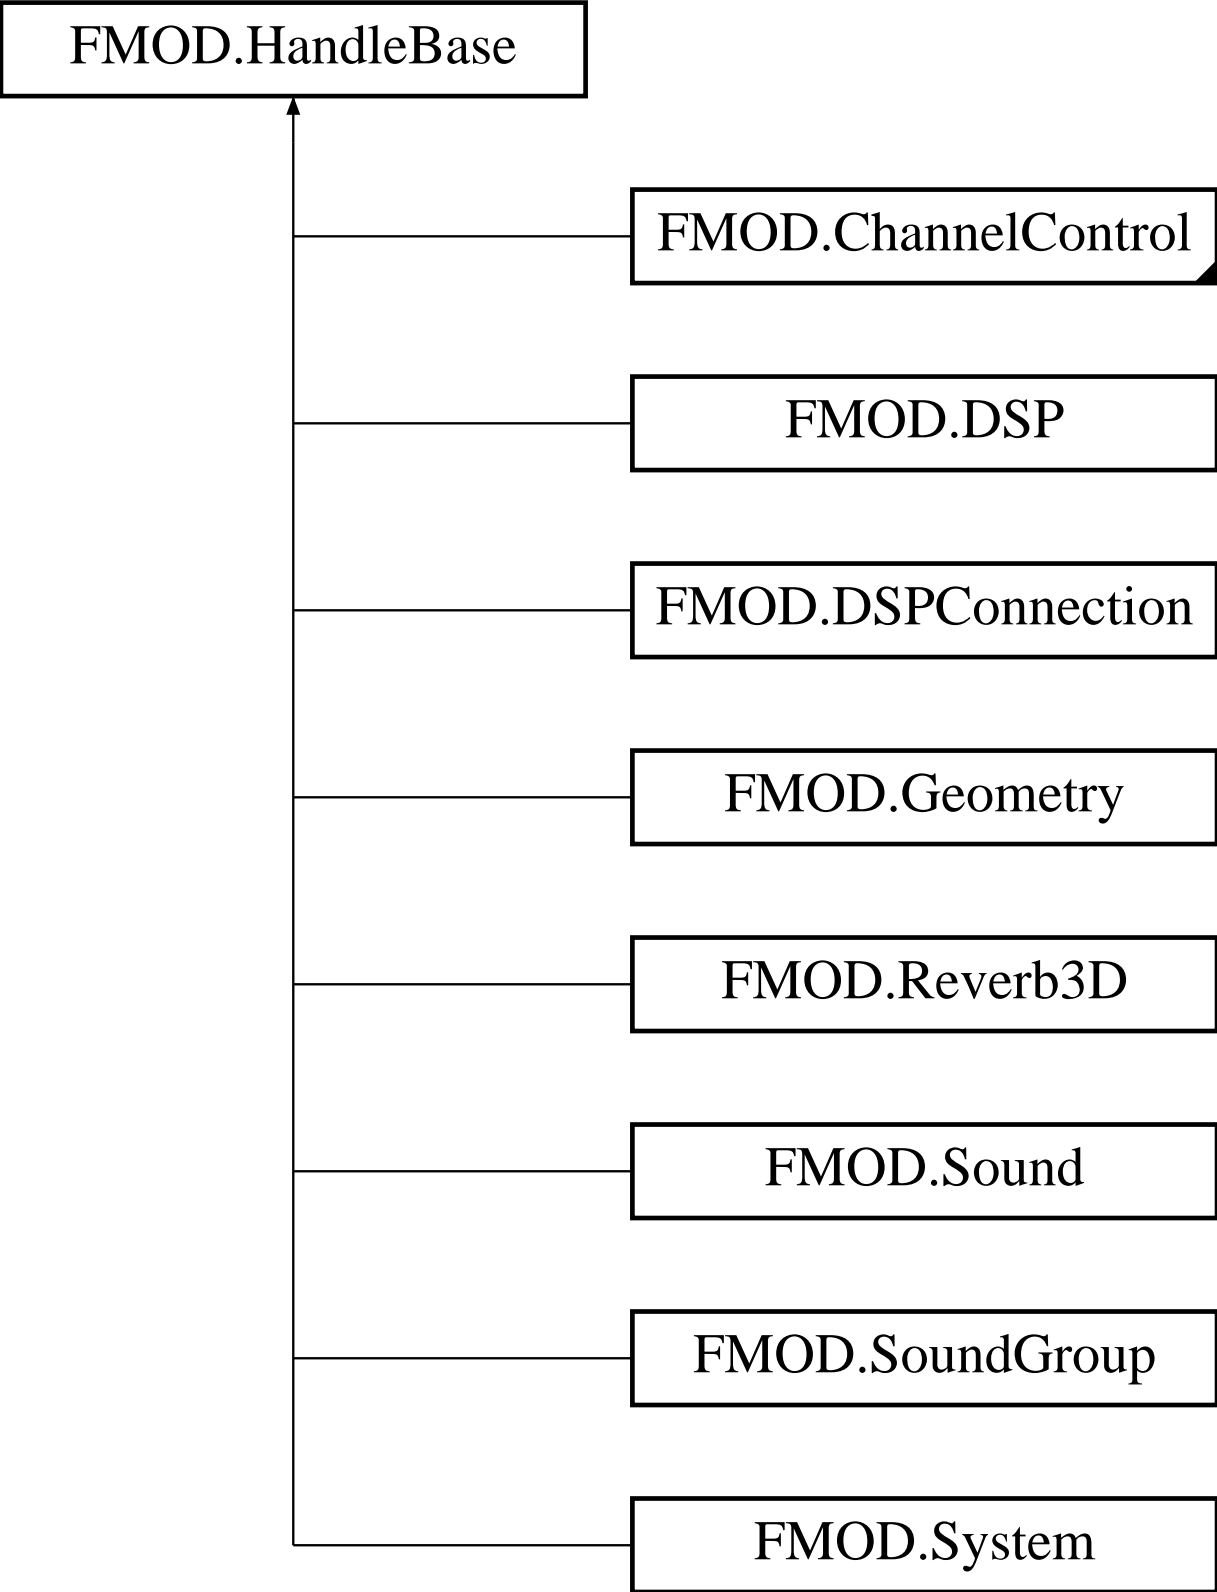 FMOD.HandleBase
FMOD.ChannelControl
FMOD.DSP
FMOD.DSPConnection
FMOD.Geometry
FMOD.Reverb3D
FMOD.Sound
FMOD.SoundGroup
FMOD.System